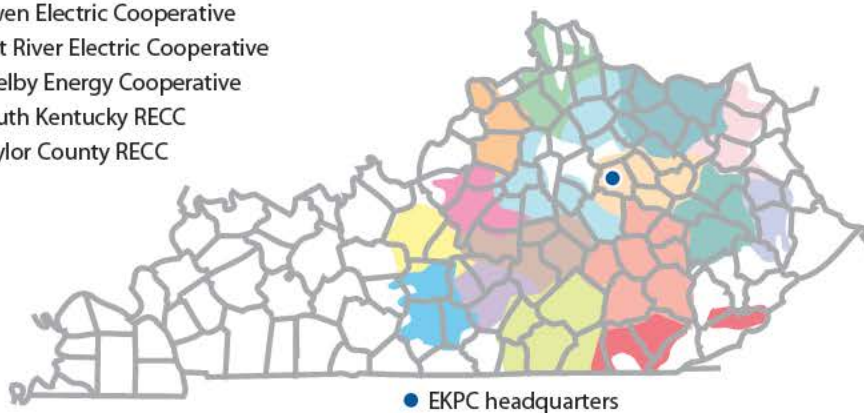 wen Electric Cooperative
t River Electric Cooperative
elby Energy Cooperative
uth Kentucky RECC
ylor County RECC
EKPC headquarters